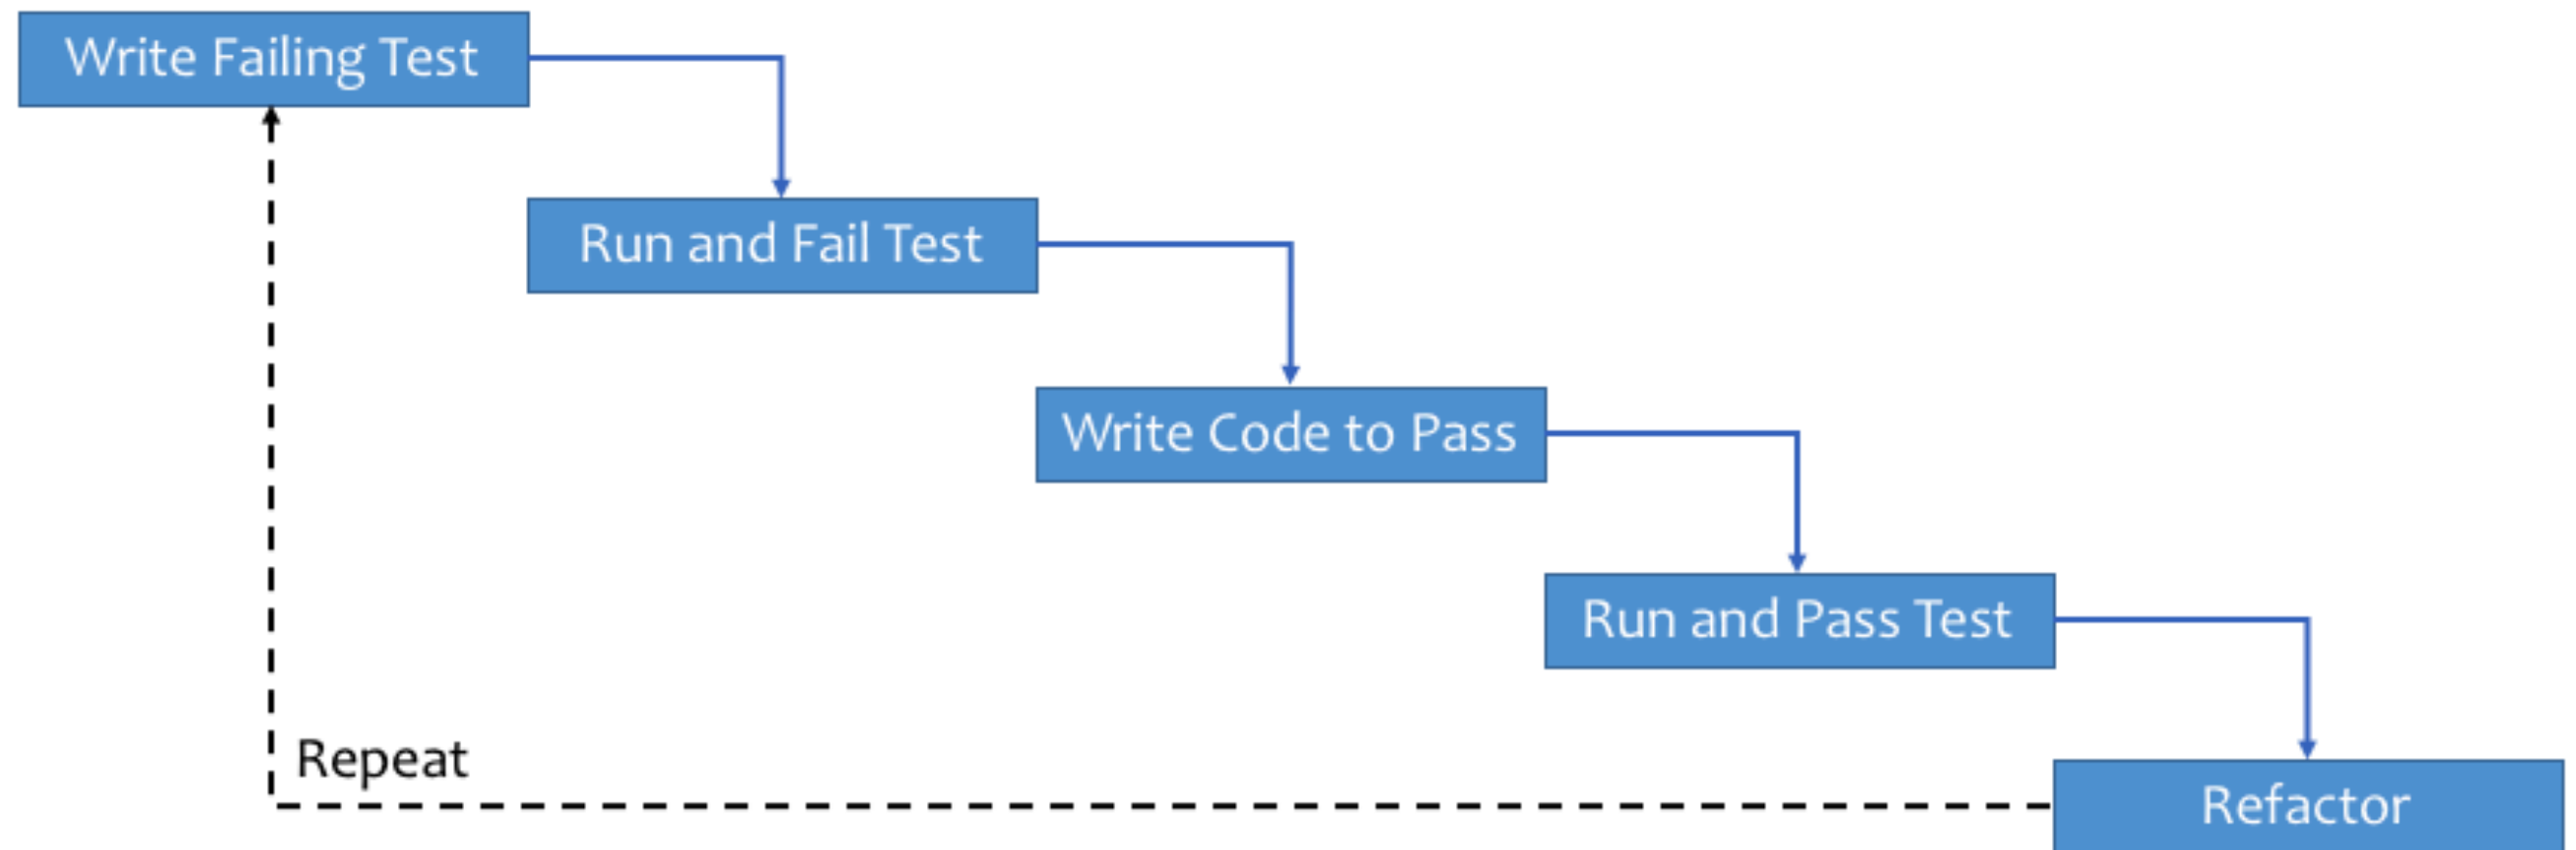 Write Failing Test
Run and Fail Test
Write Code to Pass
Run and Pass Test
Repeat
Refactor